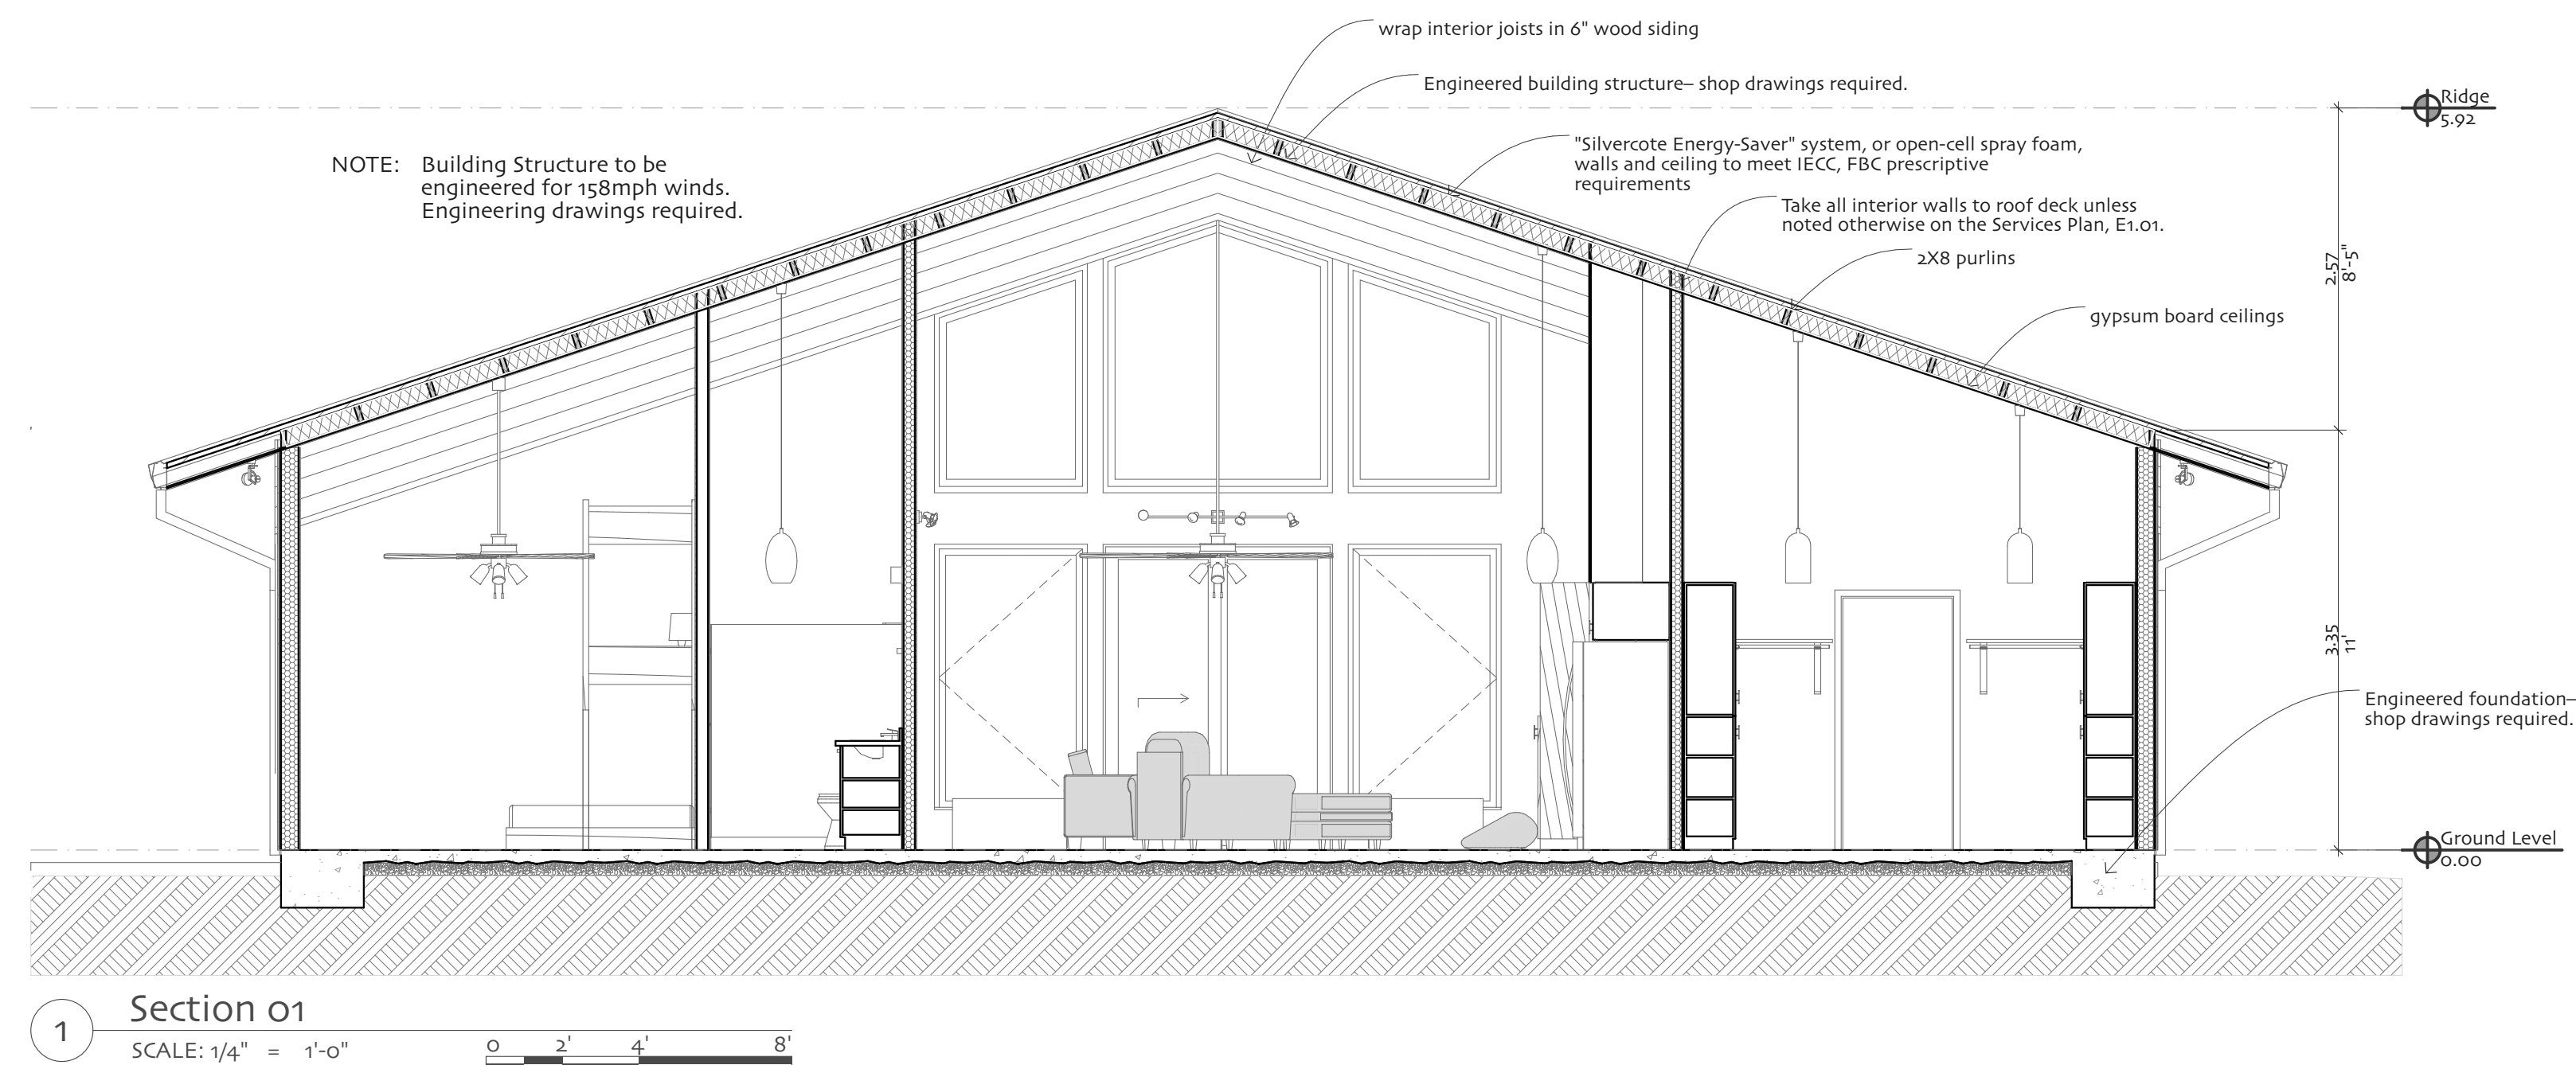 wrap interior joists in 6" wood siding
Engineered building structure– shop drawings required.
Ridge
5.92
"Silvercote Energy-Saver" system, or open-cell spray foam,
walls and ceiling to meet IECC, FBC prescriptive
requirements
NOTE: Building Structure to be
engineered for 158mph winds.
Engineering drawings required.
Take all interior walls to roof deck unless
noted otherwise on the Services Plan, E1.01.
2X8 purlins
2.57
8'-5"
gypsum board ceilings
3.35
11'
Engineered foundation–
shop drawings required.
Ground Level
0.00
1
Section 01
SCALE: 1/4" = 1'-0"
0 2' 4' 8'